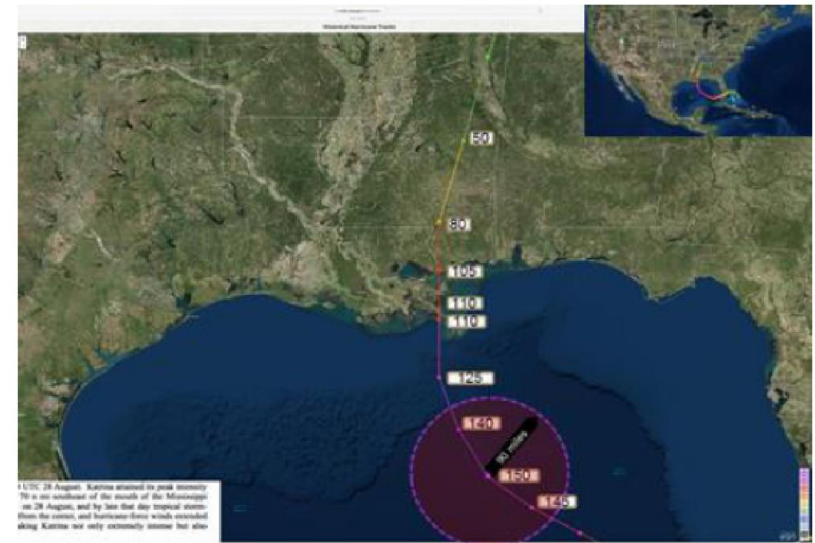 Historical Hurricane Tracks
50
80
105
110
110
125
140
90 miles
150
145
UTC 28 August. Katrina attained its peak intensity
70 n mi southeast of the mouth of the Mississippi
on 28 August, and by late that day tropical storm-
from the center, and hurricane-force winds extended
aking Katrina not only extremely intense but also